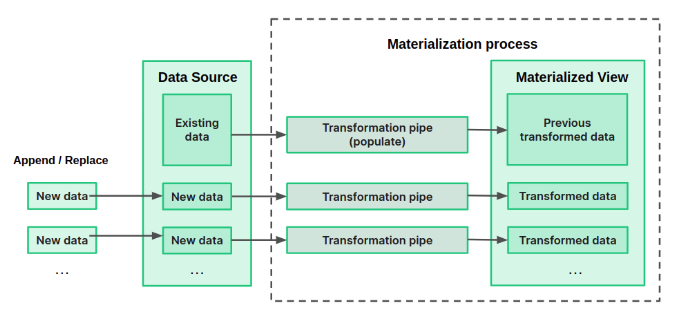 Materialization process
Data Source
Materialized View
Existing
data
Transformation pipe
(populate)
Previous
transformed data
Append / Replace
New data
New data
Transformation pipe
Transformed data
New data
New data
Transformation pipe
Transformed data
...
...
...